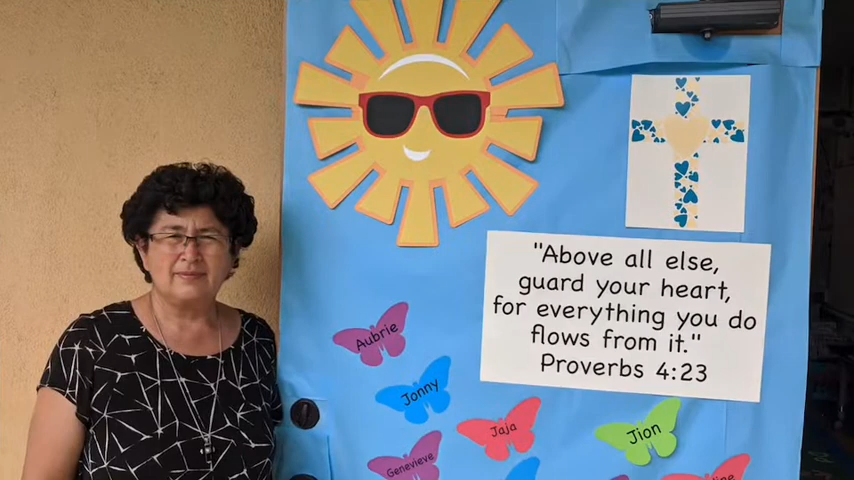 "Above all else,
guard your heart,
for everything you do
flows from it."
Proverbs 4:23
Aubrie
Jonny
Jaja
Jion
Genevieve